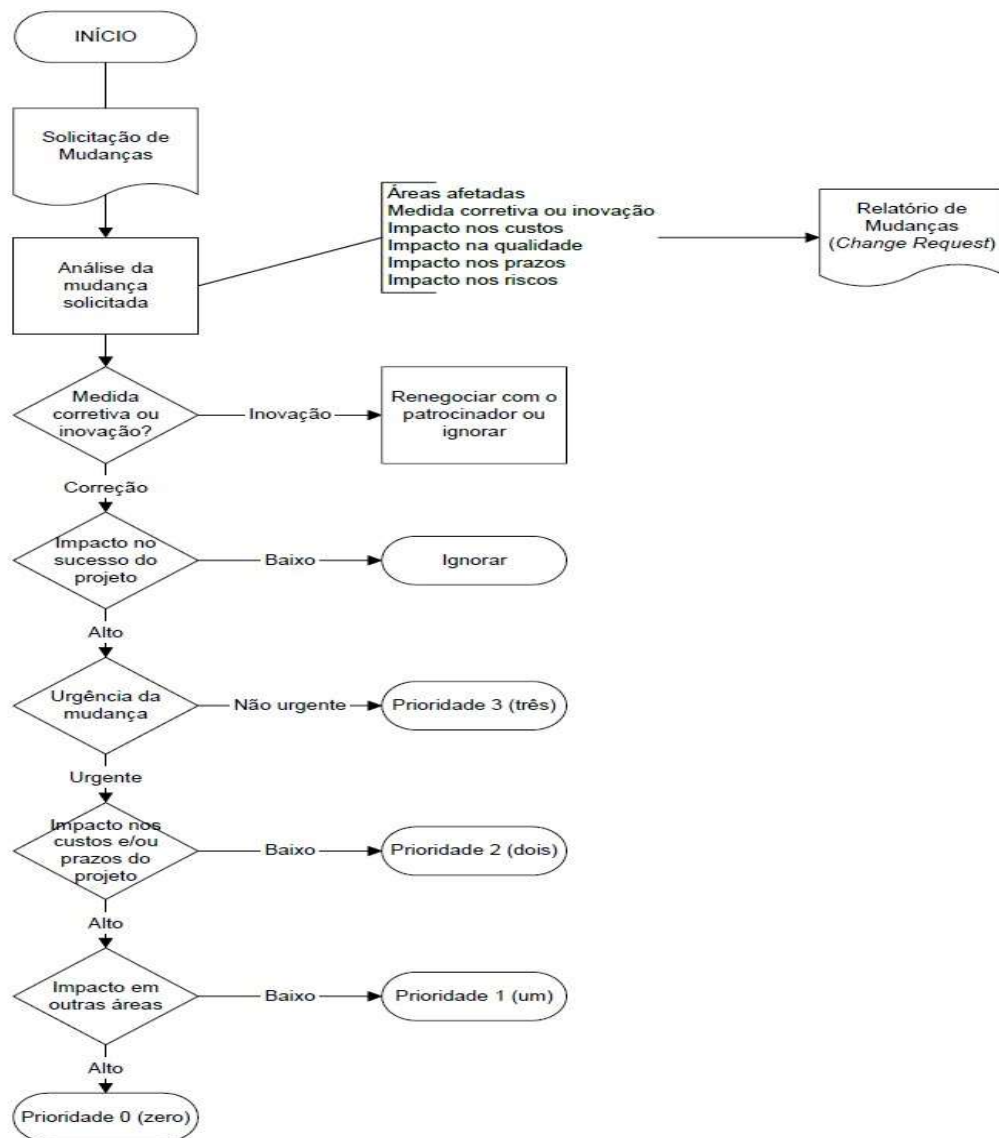 INÍCIO
Solicitação de
Mudanças
Áreas afetadas
Medida corretiva ou inovação
Impacto nos custos
Impacto na qualidade
Impacto nos prazos
Impacto nos riscos
Relatório de
Mudanças
(Change Request)
Análise da
mudança
solicitada
Medida
corretiva ou
inovação?
Inovação
Renegociar com o
patrocinador ou
ignorar
Correção
Impacto no
sucesso do
projeto
Baixo
Ignorar
Alto
Urgência da
mudança
Não urgente
Prioridade 3 (três)
Urgente
Impacto nos
custos e/ou
prazos do
projeto
Baixo
Prioridade 2 (dois)
Alto
Impacto em
outras áreas
Baixo
Prioridade 1 (um)
Alto
Prioridade 0 (zero)